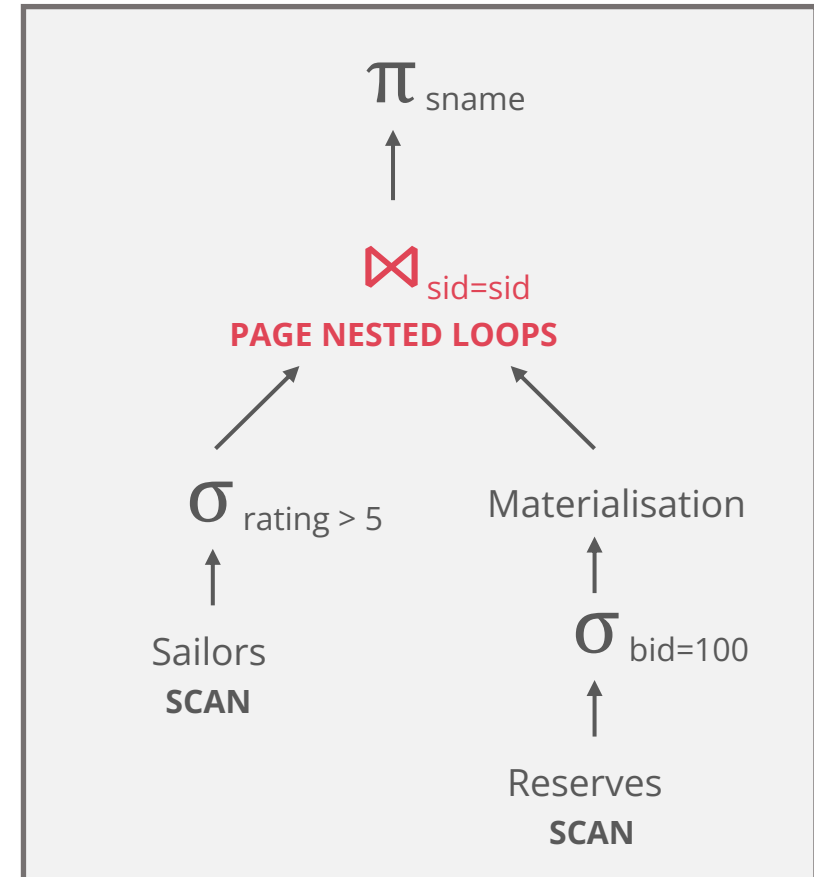 π sname
⋈ sid=sid
PAGE NESTED LOOPS
σ rating > 5
Materialisation
Sailors
SCAN
σ bid=100
Reserves
SCAN